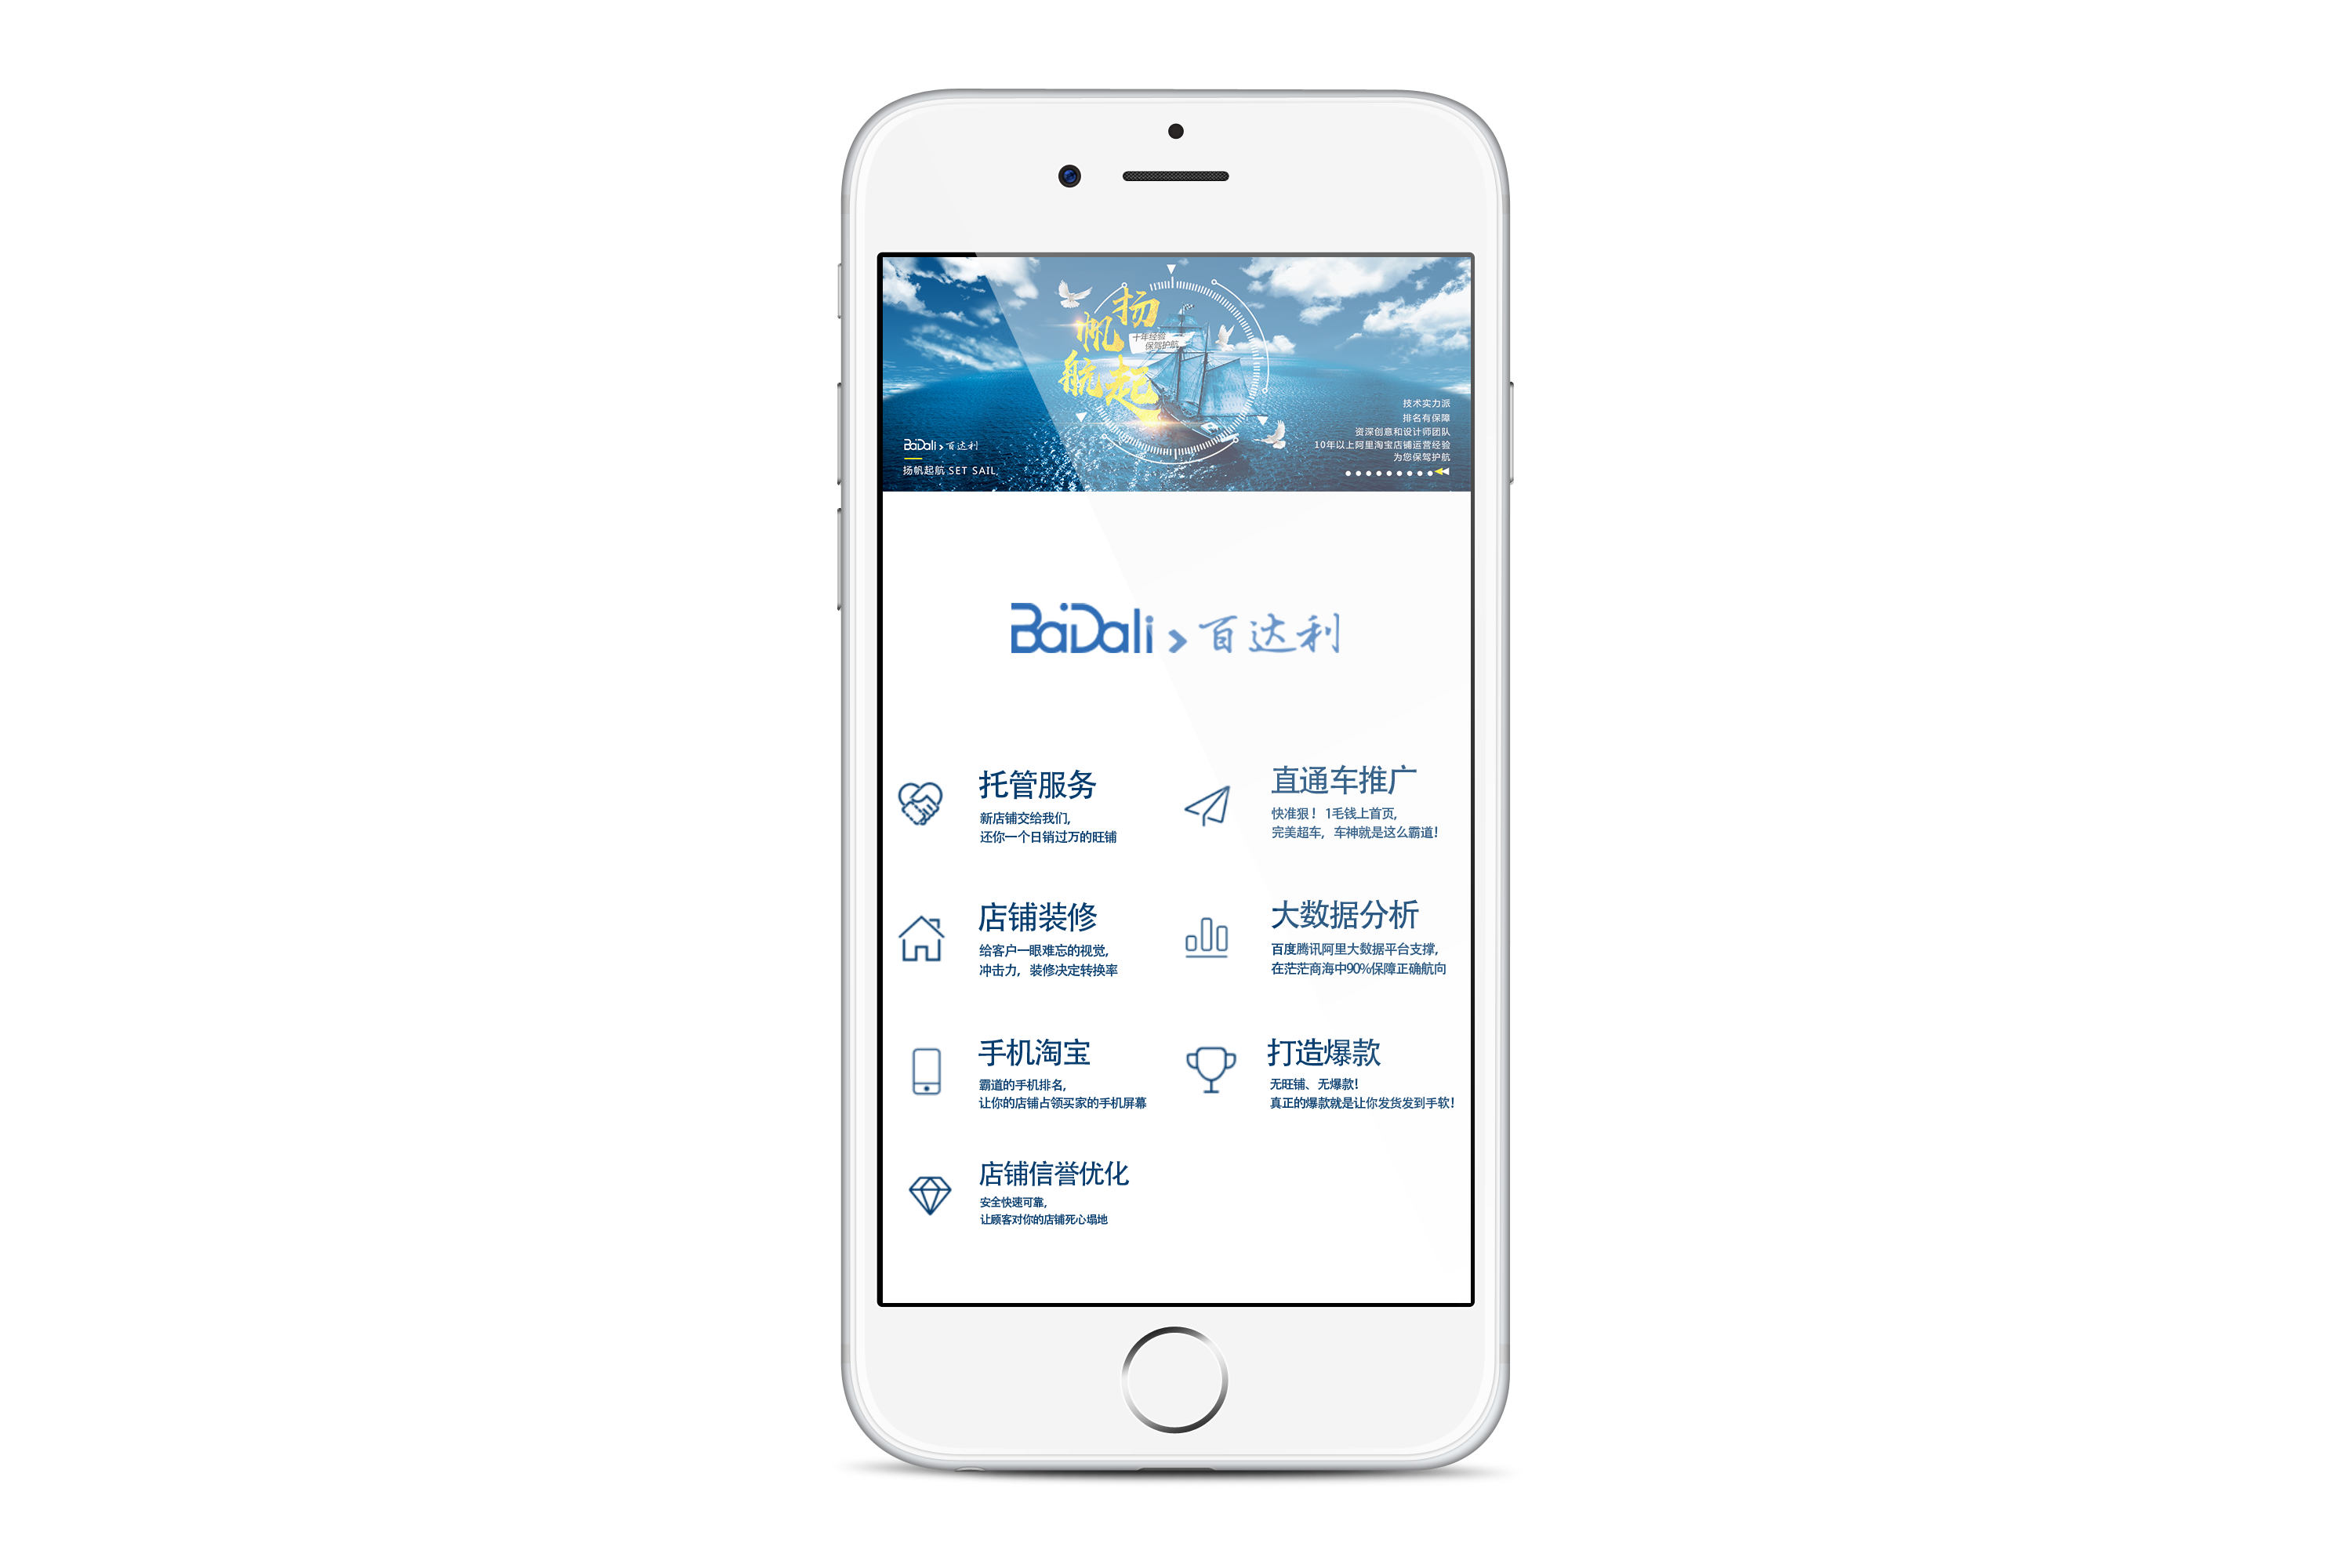 扬帆起航
十年经验
保驾护航
技术实力派
排名有保障
资深创意和设计师团队
10年以上阿里淘宝店铺运营经验
为您保驾护航
BaiDali>百达利
扬帆起航 SET SAIL
BaiDali>百达利
托管服务
新店铺交给我们,
还你一个日销过万的旺铺
直通车推广
快准狠！1毛钱上首页,
完美超车，车神就是这么霸道!
店铺装修
给客户一眼难忘的视觉,
冲击力，装修决定转换率
大数据分析
百度腾讯阿里大数据平台支撑,
在茫茫商海中90%保障正确航向
手机淘宝
霸道的手机排名,
让你的店铺占领买家的手机屏幕
打造爆款
无旺铺、无爆款!
真正的爆款就是让你发货发到手软!
店铺信誉优化
安全快速可靠,
让顾客对你的店铺死心塌地